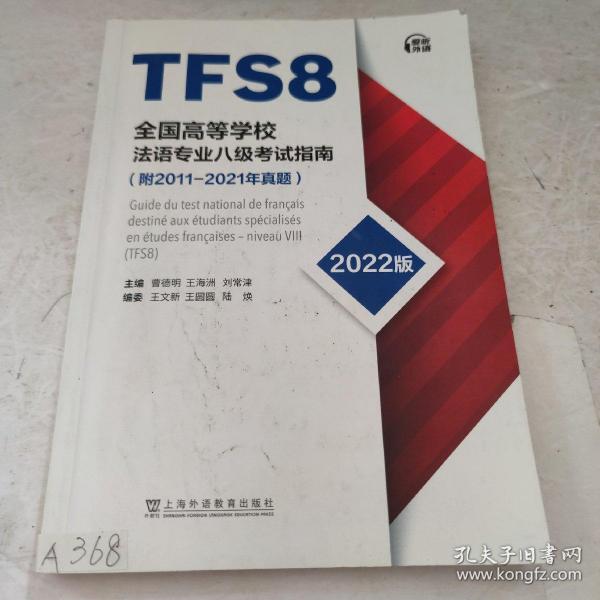 爱听
外语
TFS8
全国高等学校
法语专业八级考试指南
（附2011-2021年真题）
Guide du test national de français
destiné aux étudiants spécialisés
en études françaises – niveau VIII
(TFS8)
2022版
主编 曹德明 王海洲 刘常津
编委 王文新 王圆圆 陆 焕
外教社
上海外语教育出版社
SHANGHAI FOREIGN LANGUAGE EDUCATION PRESS
A368
孔夫子旧书网
www.kongfz.com